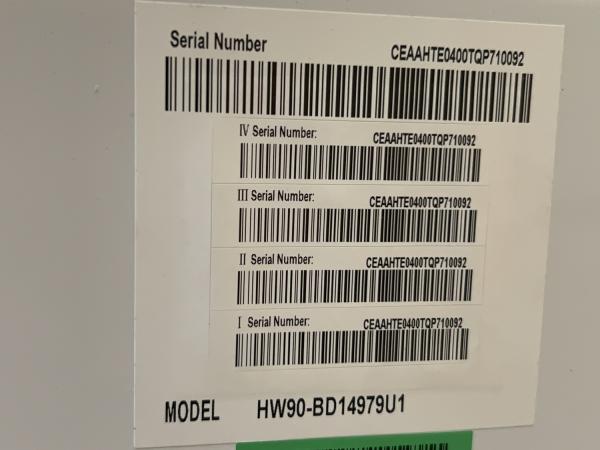 Serial Number CEAAHTE0400TQP710092
IV Serial Number: CEAAHTE0400TQP710092
III Serial Number: CEAAHTE0400TQP710092
II Serial Number: CEAAHTE0400TQP710092
I Serial Number: CEAAHTE0400TQP710092
MODEL HW90-BD14979U1